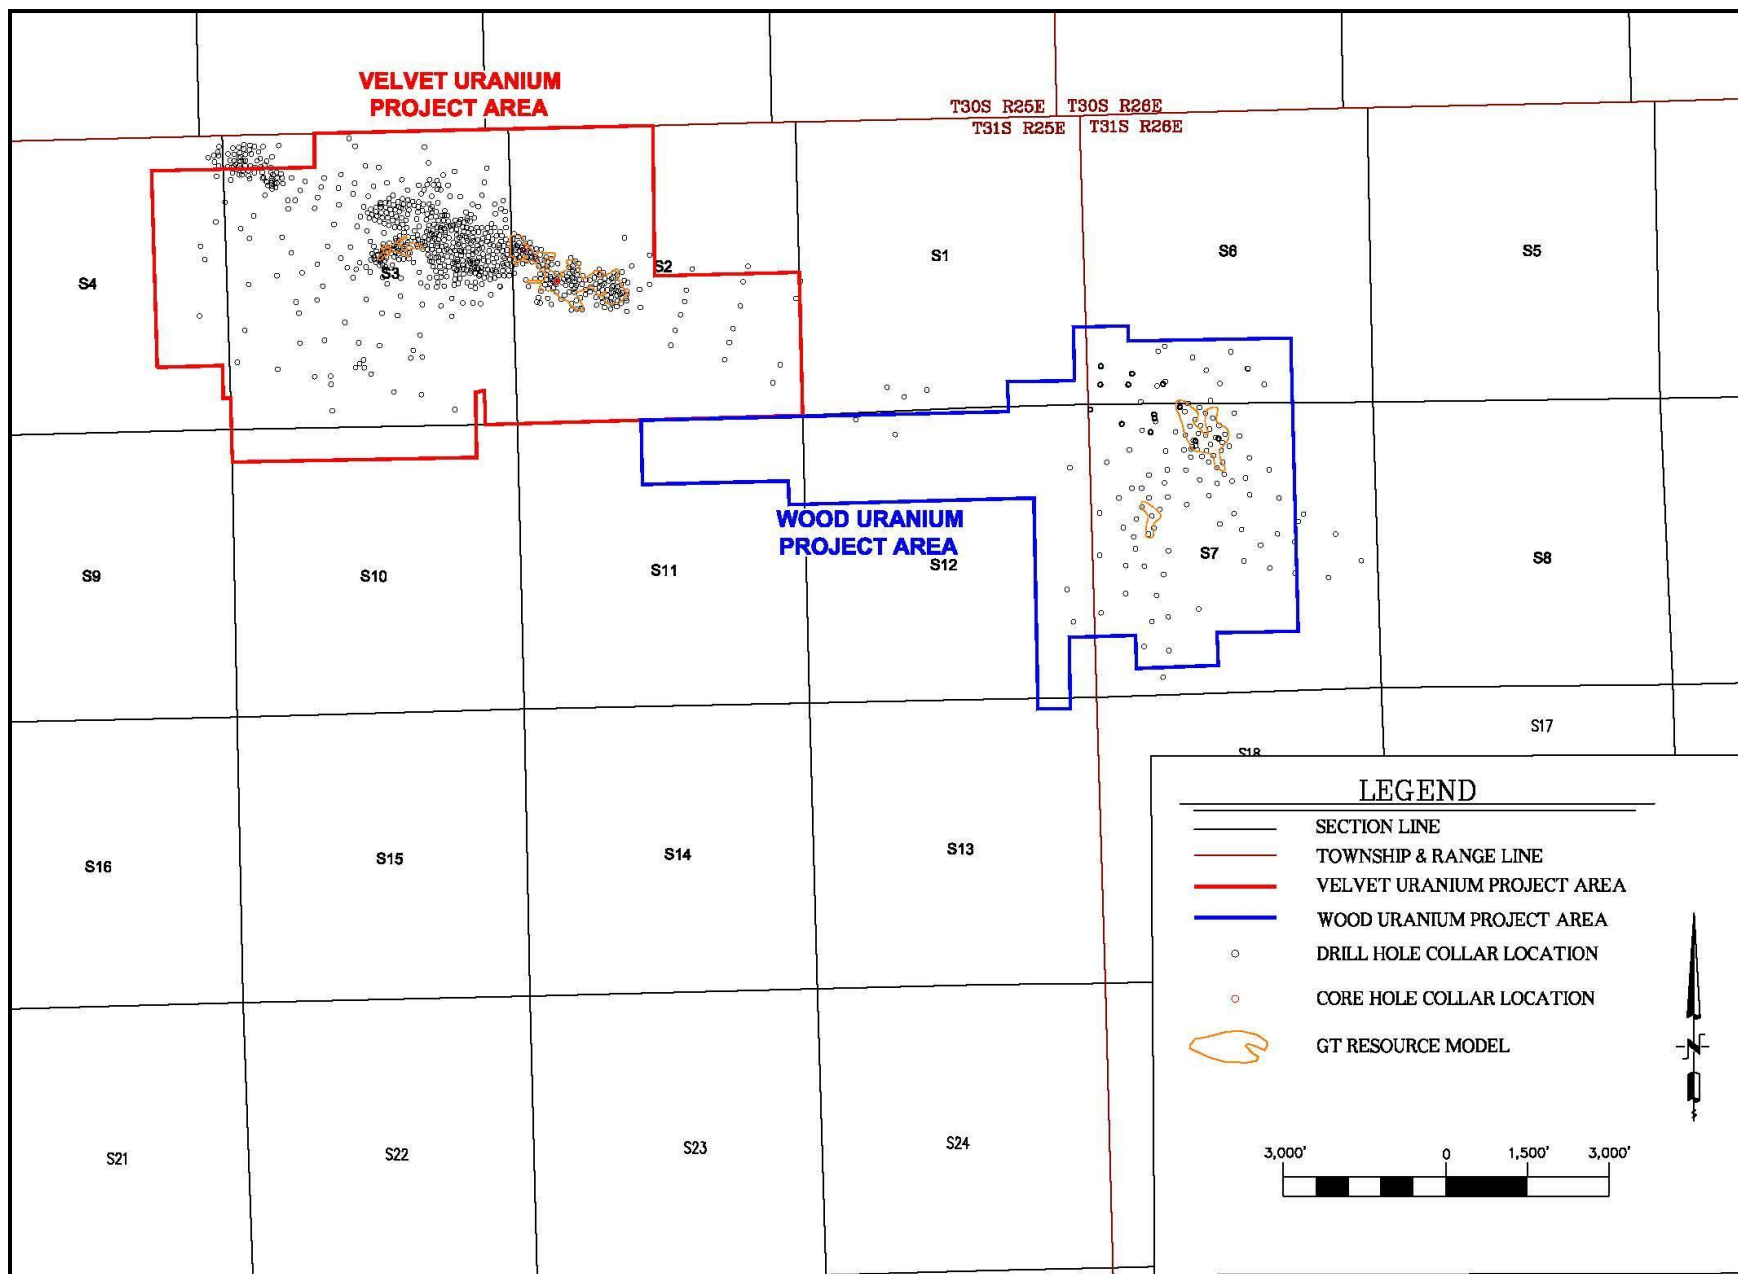 VELVET URANIUM
PROJECT AREA
T30S R25E
T30S R26E
T31S R25E
T31S R26E
S4
S3
S2
S1
S6
S5
WOOD URANIUM
PROJECT AREA
S9
S10
S11
S12
S7
S8
S16
S15
S14
S13
S18
S17
S21
S22
S23
S24
LEGEND
SECTION LINE
TOWNSHIP & RANGE LINE
VELVET URANIUM PROJECT AREA
WOOD URANIUM PROJECT AREA
DRILL HOLE COLLAR LOCATION
CORE HOLE COLLAR LOCATION
GT RESOURCE MODEL
N
S
3,000' 0 1,500' 3,000'